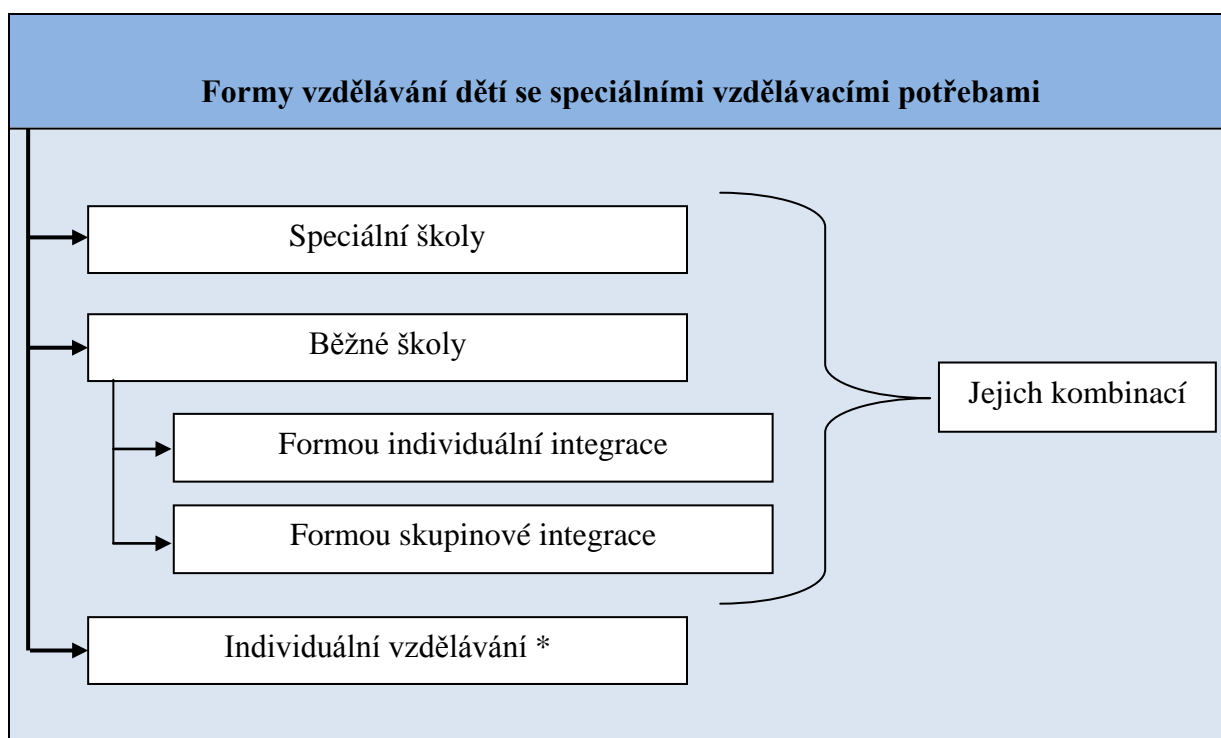 Formy vzdělávání dětí se speciálními vzdělávacími potřebami
Speciální školy
Běžné školy
Formou individuální integrace
Formou skupinové integrace
Individuální vzdělávání *
Jejich kombinací